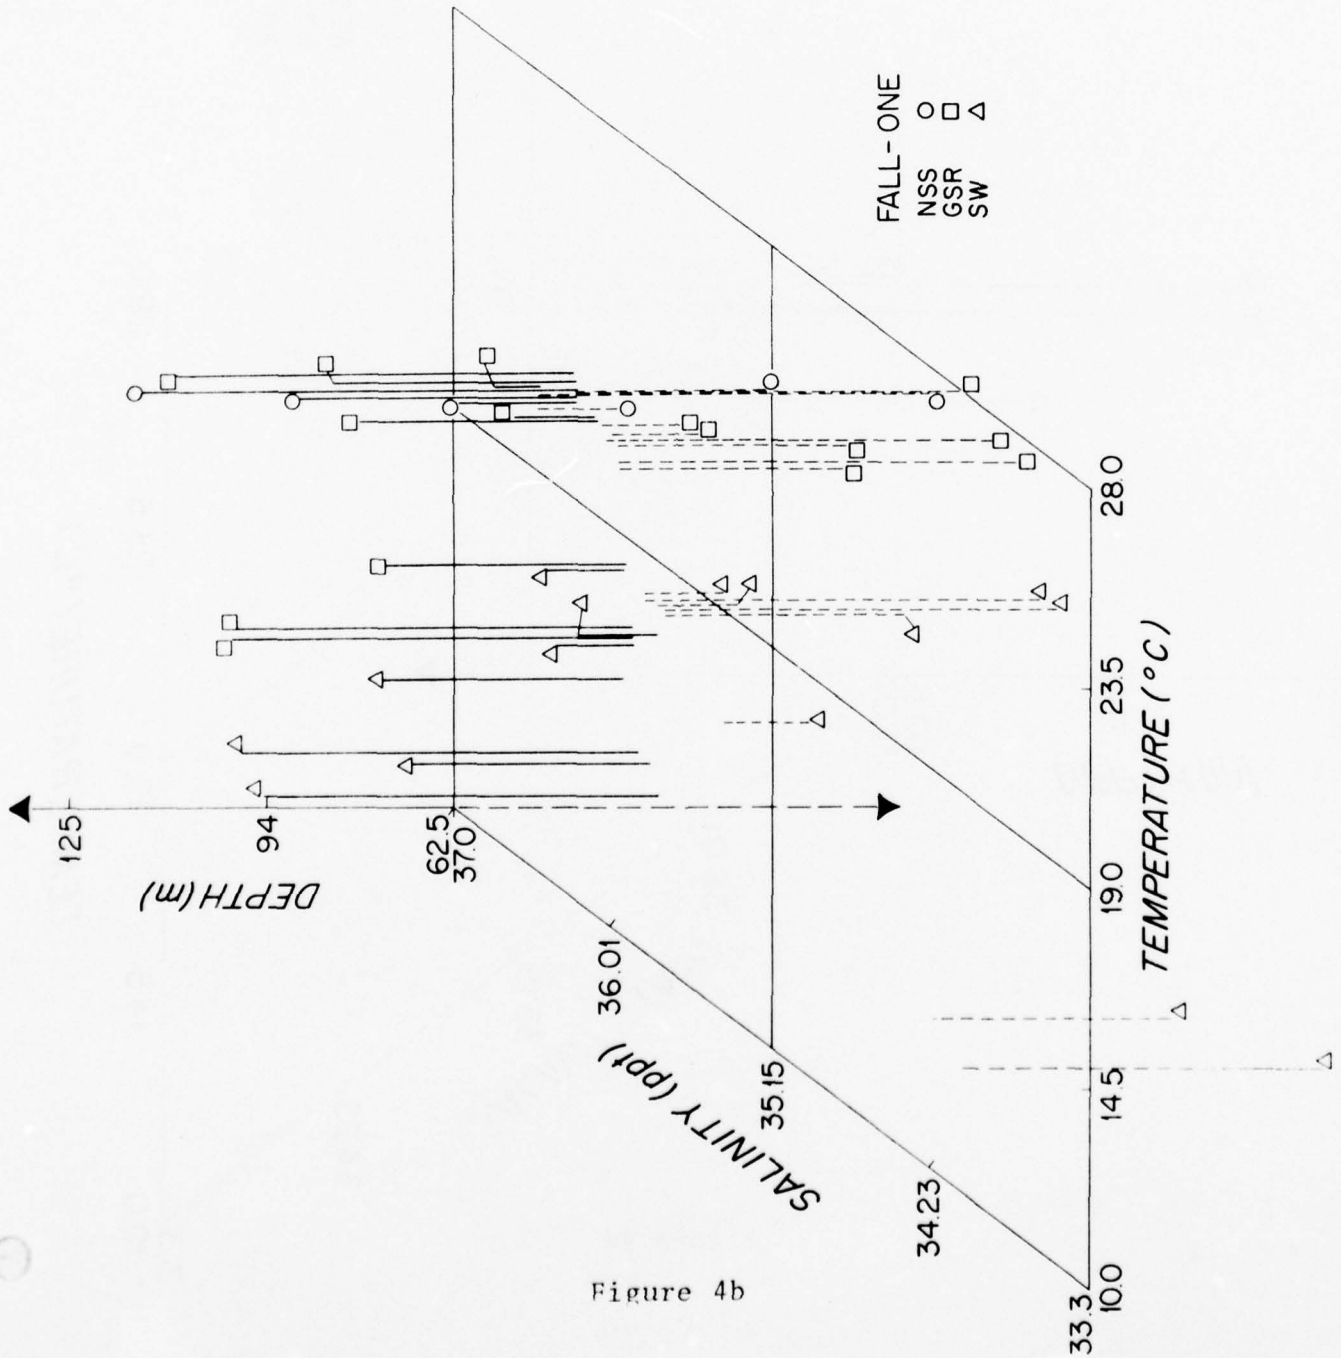 FALL-ONE
NSS
GSR
SW
125
94
62.5
37.0
DEPTH (m)
36.01
35.15
34.23
33.3
SALINITY (ppt)
10.0
14.5
19.0
23.5
28.0
TEMPERATURE (°C)
Figure 4b